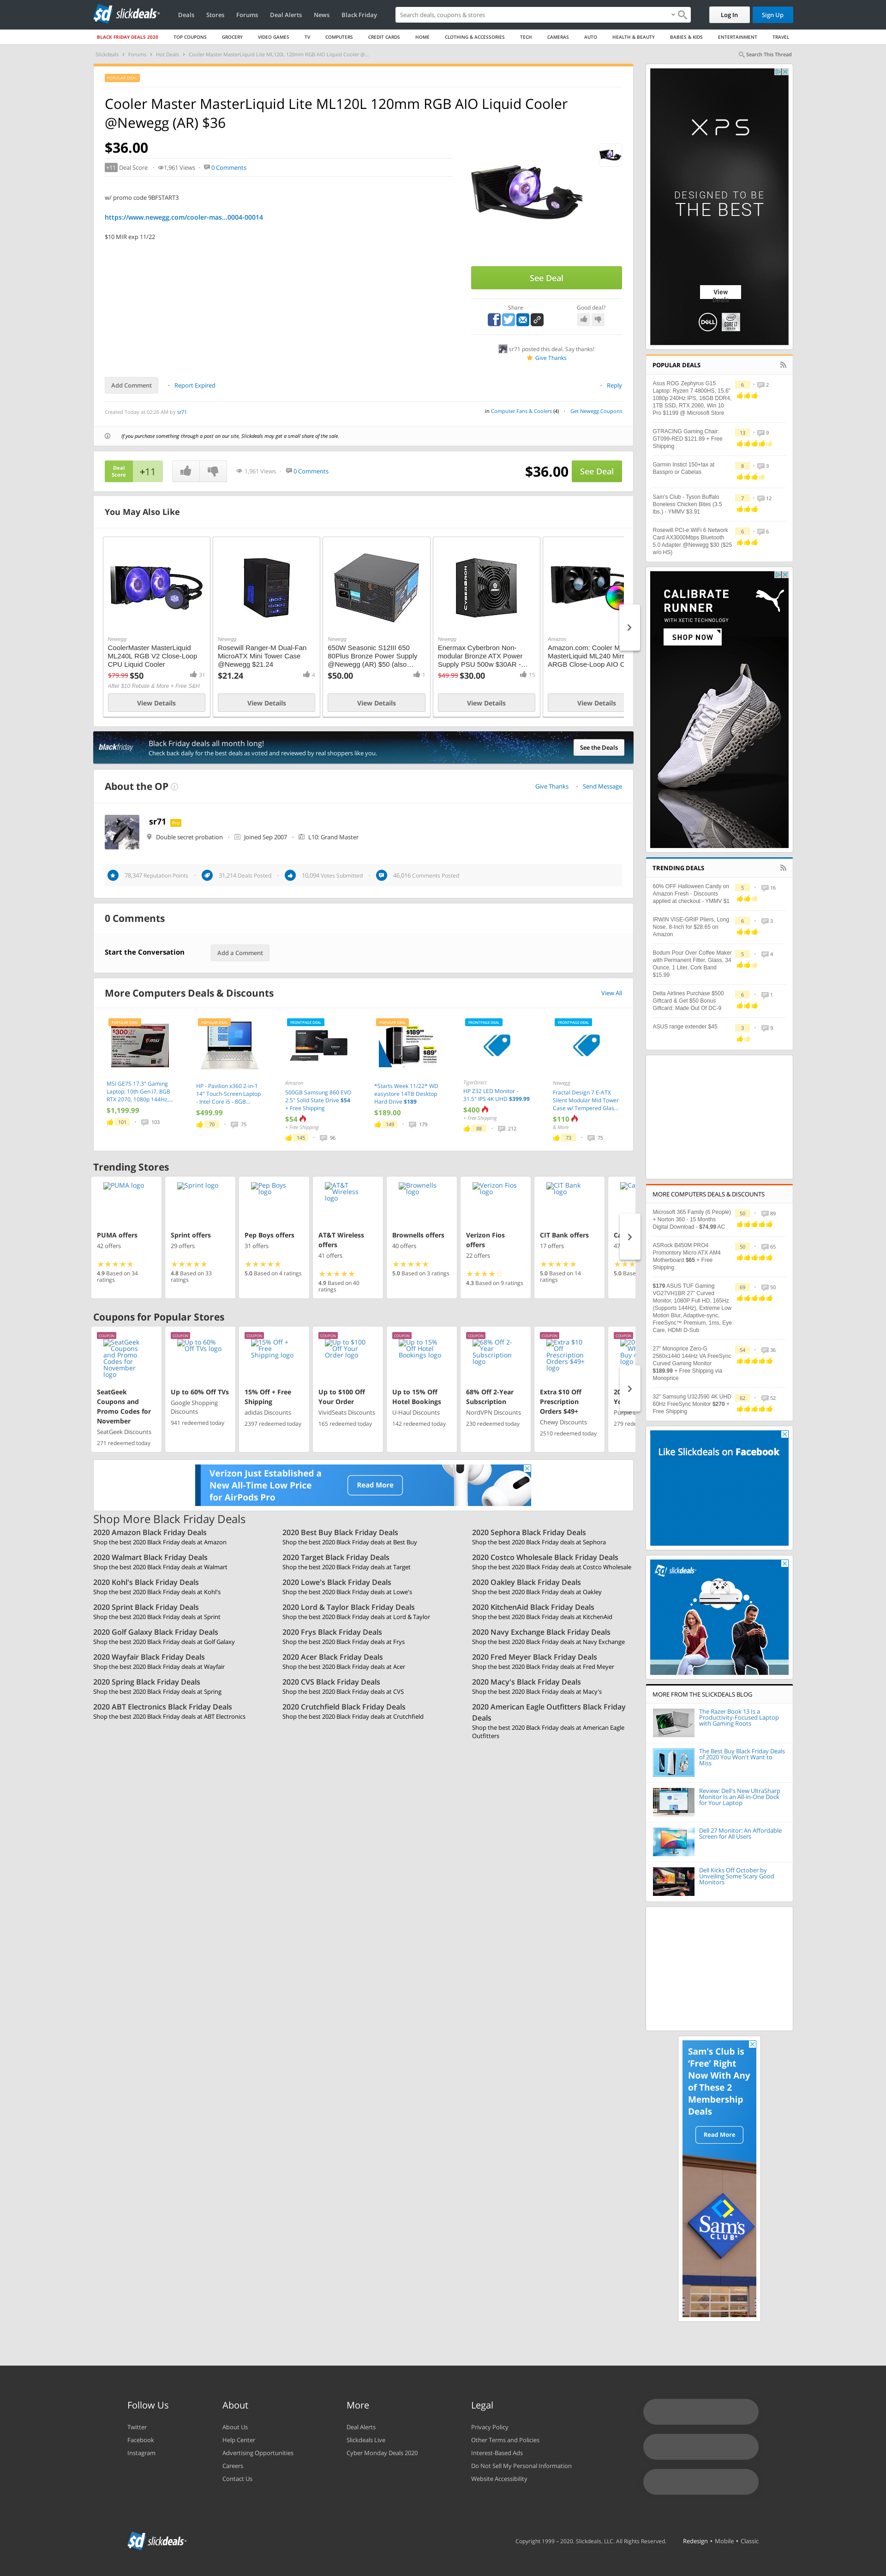 slickdeals
Deals
Stores
Forums
Deal Alerts
News
Black Friday
Search deals, coupons & stores
Log In
Sign Up
BLACK FRIDAY DEALS 2020
TOP COUPONS
GROCERY
VIDEO GAMES
TV
COMPUTERS
CREDIT CARDS
HOME
CLOTHING & ACCESSORIES
TECH
CAMERAS
AUTO
HEALTH & BEAUTY
BABIES & KIDS
ENTERTAINMENT
TRAVEL
Slickdeals > Forums > Hot Deals > Cooler Master MasterLiquid Lite ML120L 120mm RGB AIO Liquid Cooler @...
Search This Thread
POPULAR DEAL
Cooler Master MasterLiquid Lite ML120L 120mm RGB AIO Liquid Cooler
@Newegg (AR) $36
$36.00
+11 Deal Score
1,961 Views
0 Comments
w/ promo code 9BFSTART3
https://www.newegg.com/cooler-mas...0004-00014
$10 MIR exp 11/22
See Deal
Share
Good deal?
sr71 posted this deal. Say thanks!
Give Thanks
Add Comment
Report Expired
Reply
Created Today at 02:26 AM by sr71
in Computer Fans & Coolers (4)
Get Newegg Coupons
If you purchase something through a post on our site, Slickdeals may get a small share of the sale.
Deal
Score
+11
1,961 Views
0 Comments
$36.00
See Deal
You May Also Like
Newegg
CoolerMaster MasterLiquid
ML240L RGB V2 Close-Loop
CPU Liquid Cooler
$79.99 $50
31
After $10 Rebate & More + Free S&H
View Details
Newegg
Rosewill Ranger-M Dual-Fan
MicroATX Mini Tower Case
@Newegg $21.24
$21.24
4
View Details
Newegg
650W Seasonic S12III 650
80Plus Bronze Power Supply
@Newegg (AR) $50 (also...
$50.00
1
View Details
Newegg
Enermax Cyberbron Non-
modular Bronze ATX Power
Supply PSU 500w $30AR -...
$49.99 $30.00
15
View Details
Amazon
Amazon.com: Cooler M
MasterLiquid ML240 Mirr
ARGB Close-Loop AIO C
View Details
blackfriday
Black Friday deals all month long!
Check back daily for the best deals as voted and reviewed by real shoppers like you.
See the Deals
About the OP
Give Thanks
Send Message
sr71 Pro
Double secret probation
Joined Sep 2007
L10: Grand Master
78,347 Reputation Points
31,214 Deals Posted
10,094 Votes Submitted
46,016 Comments Posted
0 Comments
Start the Conversation
Add a Comment
More Computers Deals & Discounts
View All
POPULAR DEAL
MSI GE75 17.3" Gaming
Laptop: 10th Gen i7, 8GB
RTX 2070, 1080p 144Hz,...
$1,199.99
101
103
POPULAR DEAL
HP - Pavilion x360 2-in-1
14" Touch-Screen Laptop
- Intel Core i5 - 8GB...
$499.99
70
75
FRONTPAGE DEAL
Amazon
500GB Samsung 860 EVO
2.5" Solid State Drive $54
+ Free Shipping
$54
+ Free Shipping
145
96
POPULAR DEAL
*Starts Week 11/22* WD
easystore 14TB Desktop
Hard Drive $189
$189.00
149
179
FRONTPAGE DEAL
TigerDirect
HP Z32 LED Monitor -
31.5" IPS 4K UHD $399.99
$400
+ Free Shipping
88
212
FRONTPAGE DEAL
Newegg
Fractal Design 7 E-ATX
Silent Modular Mid Tower
Case w/ Tempered Glas...
$110
& More
73
75
Trending Stores
PUMA logo
PUMA offers
42 offers
4.9 Based on 34
ratings
Sprint logo
Sprint offers
29 offers
4.8 Based on 33
ratings
Pep Boys
logo
Pep Boys offers
31 offers
5.0 Based on 4 ratings
AT&T
Wireless
logo
AT&T Wireless
offers
41 offers
4.9 Based on 40
ratings
Brownells
logo
Brownells offers
40 offers
5.0 Based on 3 ratings
Verizon Fios
logo
Verizon Fios
offers
22 offers
4.3 Based on 9 ratings
CIT Bank
logo
CIT Bank offers
17 offers
5.0 Based on 14
ratings
Coupons for Popular Stores
COUPON
SeatGeek
Coupons
and Promo
Codes for
November
logo
SeatGeek
Coupons and
Promo Codes for
November
SeatGeek Discounts
271 redeemed today
COUPON
Up to 60%
Off TVs logo
Up to 60% Off TVs
Google Shopping
Discounts
941 redeemed today
COUPON
15% Off +
Free
Shipping logo
15% Off + Free
Shipping
adidas Discounts
2397 redeemed today
COUPON
Up to $100
Off Your
Order logo
Up to $100 Off
Your Order
VividSeats Discounts
165 redeemed today
COUPON
Up to 15%
Off Hotel
Bookings logo
Up to 15% Off
Hotel Bookings
U-Haul Discounts
142 redeemed today
COUPON
68% Off 2-
Year
Subscription
logo
68% Off 2-Year
Subscription
NordVPN Discounts
230 redeemed today
COUPON
Extra $10
Off
Prescription
Orders $49+
logo
Extra $10 Off
Prescription
Orders $49+
Chewy Discounts
2510 redeemed today
COUPON
Verizon Just Established a
New All-Time Low Price
for AirPods Pro
Read More
Shop More Black Friday Deals
2020 Amazon Black Friday Deals
Shop the best 2020 Black Friday deals at Amazon
2020 Best Buy Black Friday Deals
Shop the best 2020 Black Friday deals at Best Buy
2020 Sephora Black Friday Deals
Shop the best 2020 Black Friday deals at Sephora
2020 Walmart Black Friday Deals
Shop the best 2020 Black Friday deals at Walmart
2020 Target Black Friday Deals
Shop the best 2020 Black Friday deals at Target
2020 Costco Wholesale Black Friday Deals
Shop the best 2020 Black Friday deals at Costco Wholesale
2020 Kohl's Black Friday Deals
Shop the best 2020 Black Friday deals at Kohl's
2020 Lowe's Black Friday Deals
Shop the best 2020 Black Friday deals at Lowe's
2020 Oakley Black Friday Deals
Shop the best 2020 Black Friday deals at Oakley
2020 Sprint Black Friday Deals
Shop the best 2020 Black Friday deals at Sprint
2020 Lord & Taylor Black Friday Deals
Shop the best 2020 Black Friday deals at Lord & Taylor
2020 KitchenAid Black Friday Deals
Shop the best 2020 Black Friday deals at KitchenAid
2020 Golf Galaxy Black Friday Deals
Shop the best 2020 Black Friday deals at Golf Galaxy
2020 Frys Black Friday Deals
Shop the best 2020 Black Friday deals at Frys
2020 Navy Exchange Black Friday Deals
Shop the best 2020 Black Friday deals at Navy Exchange
2020 Wayfair Black Friday Deals
Shop the best 2020 Black Friday deals at Wayfair
2020 Acer Black Friday Deals
Shop the best 2020 Black Friday deals at Acer
2020 Fred Meyer Black Friday Deals
Shop the best 2020 Black Friday deals at Fred Meyer
2020 Spring Black Friday Deals
Shop the best 2020 Black Friday deals at Spring
2020 CVS Black Friday Deals
Shop the best 2020 Black Friday deals at CVS
2020 Macy's Black Friday Deals
Shop the best 2020 Black Friday deals at Macy's
2020 ABT Electronics Black Friday Deals
Shop the best 2020 Black Friday deals at ABT Electronics
2020 Crutchfield Black Friday Deals
Shop the best 2020 Black Friday deals at Crutchfield
2020 American Eagle Outfitters Black Friday
Deals
Shop the best 2020 Black Friday deals at American Eagle
Outfitters
XPS
DESIGNED TO BE
THE BEST
View
DELL
intel CORE i7
POPULAR DEALS
Asus ROG Zephyrus G15
Laptop: Ryzen 7 4800HS, 15.6"
1080p 240Hz IPS, 16GB DDR4,
1TB SSD, RTX 2060, Win 10
Pro $1199 @ Microsoft Store
6
2
GTRACING Gaming Chair:
GT099-RED $121.89 + Free
Shipping
13
9
Garmin Instict 150+tax at
Basspro or Cabelas
8
3
Sam's Club - Tyson Buffalo
Boneless Chicken Bites (3.5
lbs.) - YMMV $3.91
7
12
Rosewill PCI-e WiFi 6 Network
Card AX3000Mbps Bluetooth
5.0 Adapter @Newegg $30 ($25
w/o HS)
6
6
CALIBRATE
RUNNER
WITH XETIC TECHNOLOGY
SHOP NOW
TRENDING DEALS
60% OFF Halloween Candy on
Amazon Fresh - Discounts
applied at checkout - YMMV $1
5
16
IRWIN VISE-GRIP Pliers, Long
Nose, 8-Inch for $28.65 on
Amazon
6
3
Bodum Pour Over Coffee Maker
with Permanent Filter, Glass, 34
Ounce, 1 Liter, Cork Band
$15.99
5
4
Delta Airlines Purchase $500
Giftcard & Get $50 Bonus
Giftcard: Made Out Of DC-9
6
1
ASUS range extender $45
3
9
MORE COMPUTERS DEALS & DISCOUNTS
Microsoft 365 Family (6 People)
+ Norton 360 - 15 Months
Digital Download - $74.99 AC
50
89
ASRock B450M PRO4
Promontory Micro ATX AM4
Motherboard $65 + Free
Shipping
50
65
$179 ASUS TUF Gaming
VG27VH1BR 27" Curved
Monitor, 1080P Full HD, 165Hz
(Supports 144Hz), Extreme Low
Motion Blur, Adaptive-sync,
FreeSync™ Premium, 1ms, Eye
Care, HDMI D-Sub
69
50
27" Monoprice Zero-G
2560x1440 144Hz VA FreeSync
Curved Gaming Monitor
$189.99 + Free Shipping via
Monoprice
54
36
32" Samsung U32J590 4K UHD
60Hz FreeSync Monitor $270 +
Free Shipping
62
52
Like Slickdeals on Facebook
slickdeals
MORE FROM THE SLICKDEALS BLOG
The Razer Book 13 Is a
Productivity-Focused Laptop
with Gaming Roots
The Best Buy Black Friday Deals
of 2020 You Won't Want to
Miss
Review: Dell's New UltraSharp
Monitor Is an All-in-One Dock
for Your Laptop
Dell 27 Monitor: An Affordable
Screen for All Users
Dell Kicks Off October by
Unveiling Some Scary Good
Monitors
Sam's Club is
'Free' Right
Now With Any
of These 2
Membership
Deals
Read More
Sam's
CLUB
Follow Us
Twitter
Facebook
Instagram
About
About Us
Help Center
Advertising Opportunities
Careers
Contact Us
More
Deal Alerts
Slickdeals Live
Cyber Monday Deals 2020
Legal
Privacy Policy
Other Terms and Policies
Interest-Based Ads
Do Not Sell My Personal Information
Website Accessibility
slickdeals
Copyright 1999 - 2020. Slickdeals, LLC. All Rights Reserved.
Redesign • Mobile • Classic